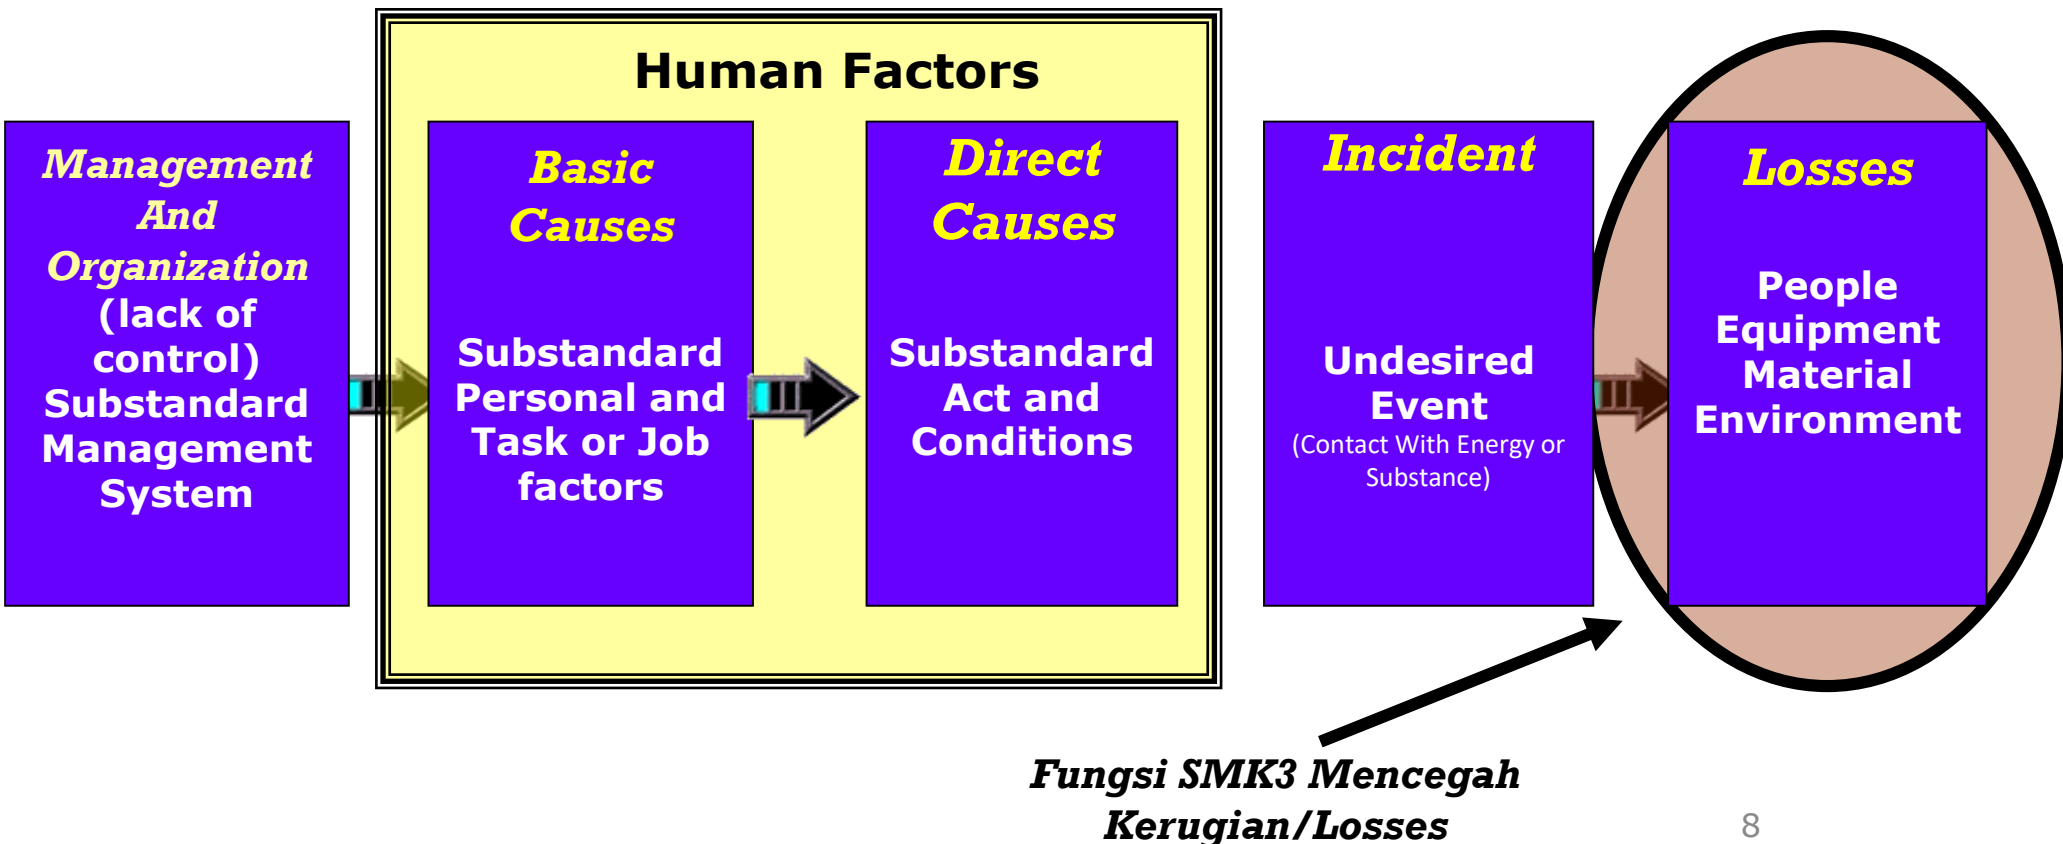 Human Factors
Management
And
Organization
(lack of
control)
Substandard
Management
System
Basic
Causes
Substandard
Personal and
Task or Job
factors
Direct
Causes
Substandard
Act and
Conditions
Incident
Undesired
Event
(Contact With Energy or
Substance)
Losses
People
Equipment
Material
Environment
Fungsi SMK3 Mencegah
Kerugian/Losses
8